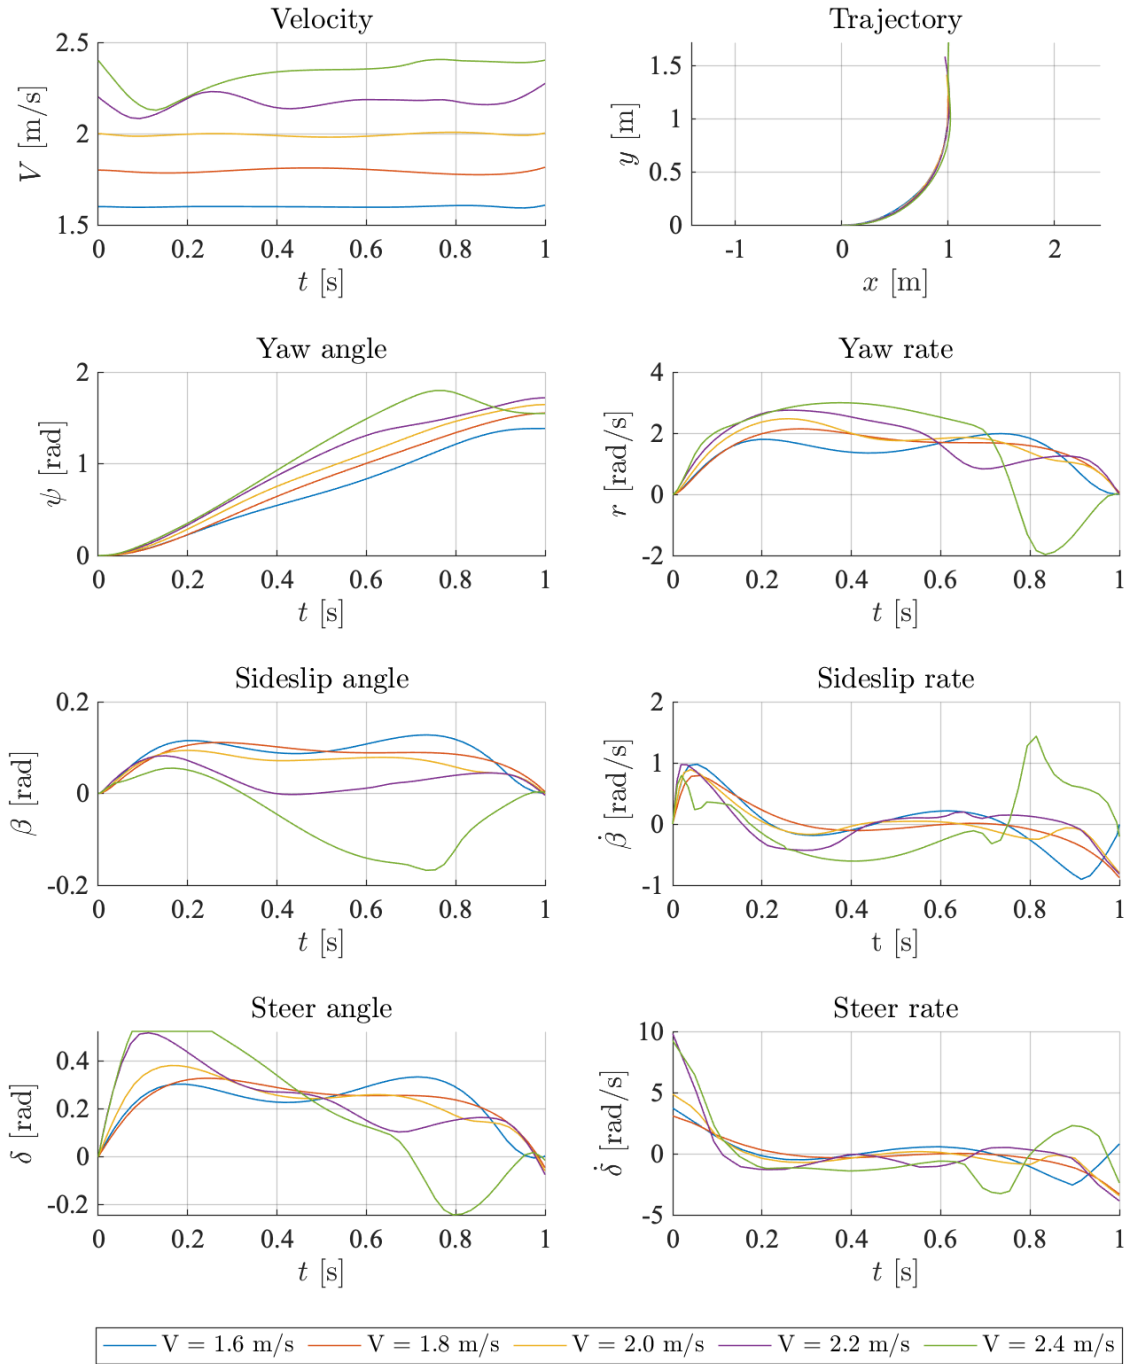 Velocity
2.5
2
1.5
V [m/s]
0 0.2 0.4 0.6 0.8 1
t [s]
Trajectory
1.5
1
0.5
0
y [m]
-1 0 1 2
x [m]
Yaw angle
2
1
0
ψ [rad]
0 0.2 0.4 0.6 0.8 1
t [s]
Yaw rate
4
2
0
-2
r [rad/s]
0 0.2 0.4 0.6 0.8 1
t [s]
Sideslip angle
0.2
0
-0.2
β [rad]
0 0.2 0.4 0.6 0.8 1
t [s]
Sideslip rate
2
1
0
-1
β̇ [rad/s]
0 0.2 0.4 0.6 0.8 1
t [s]
Steer angle
0.4
0.2
0
-0.2
δ [rad]
0 0.2 0.4 0.6 0.8 1
t [s]
Steer rate
10
5
0
-5
δ̇ [rad/s]
0 0.2 0.4 0.6 0.8 1
t [s]
V = 1.6 m/s V = 1.8 m/s V = 2.0 m/s V = 2.2 m/s V = 2.4 m/s